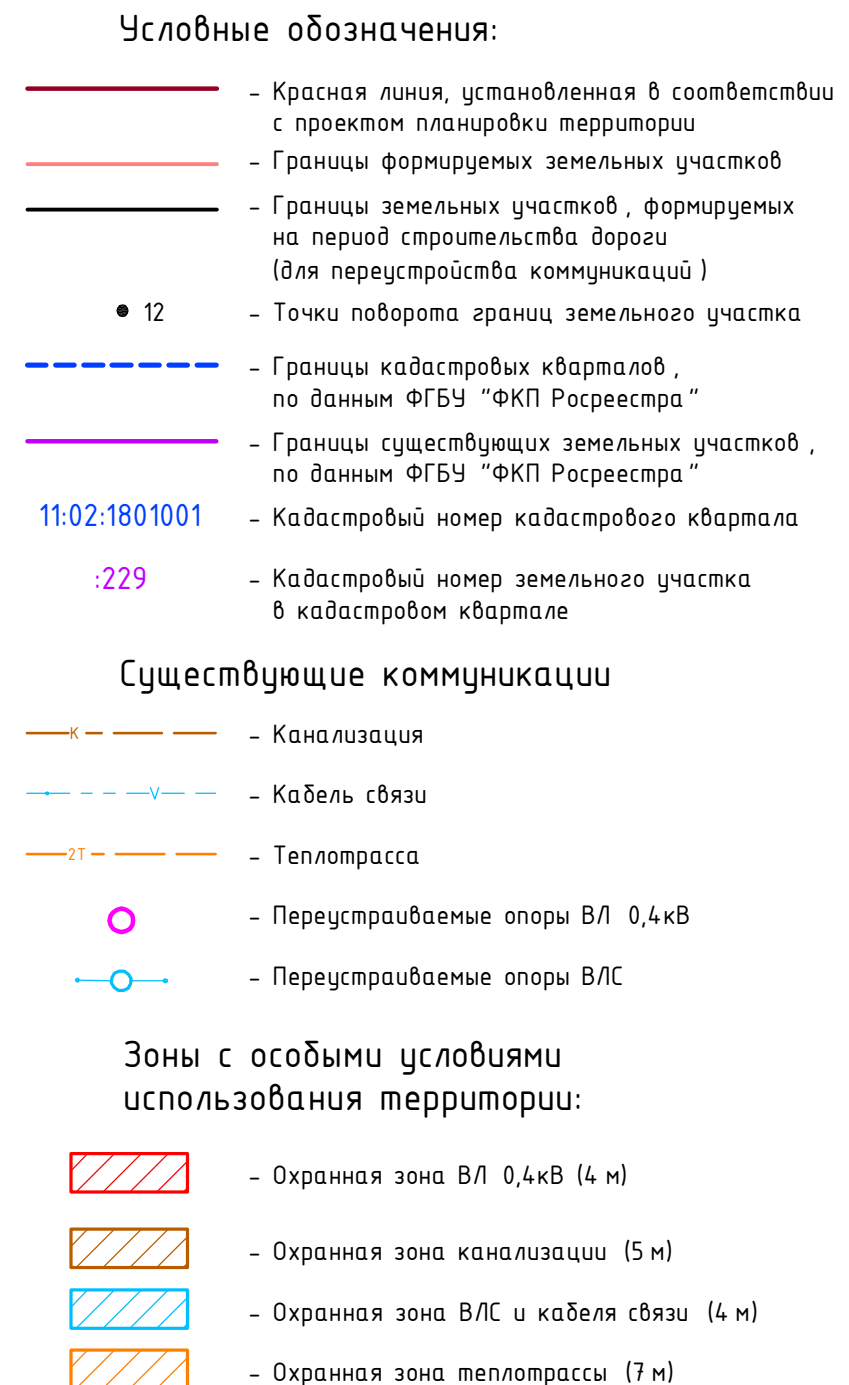 Условные обозначения:
- Красная линия, установленная в соответствии
с проектом планировки территории
- Границы формируемых земельных участков
- Границы земельных участков , формируемых
на период строительства дороги
(для переустройства коммуникаций )
12 - Точки поворота границ земельного участка
- Границы кадастровых кварталов ,
по данным ФГБУ "ФКП Росреестра"
- Границы существующих земельных участков ,
по данным ФГБУ "ФКП Росреестра"
11:02:1801001 - Кадастровый номер кадастрового квартала
:229 - Кадастровый номер земельного участка
в кадастровом квартале
Существующие коммуникации
К - Канализация
V - Кабель связи
2Т - Теплотрасса
- Переустраиваемые опоры ВЛ 0,4кВ
- Переустраиваемые опоры ВЛС
Зоны с особыми условиями
использования территории:
- Охранная зона ВЛ 0,4кВ (4 м)
- Охранная зона канализации (5 м)
- Охранная зона ВЛС и кабеля связи (4 м)
- Охранная зона теплотрассы (7 м)